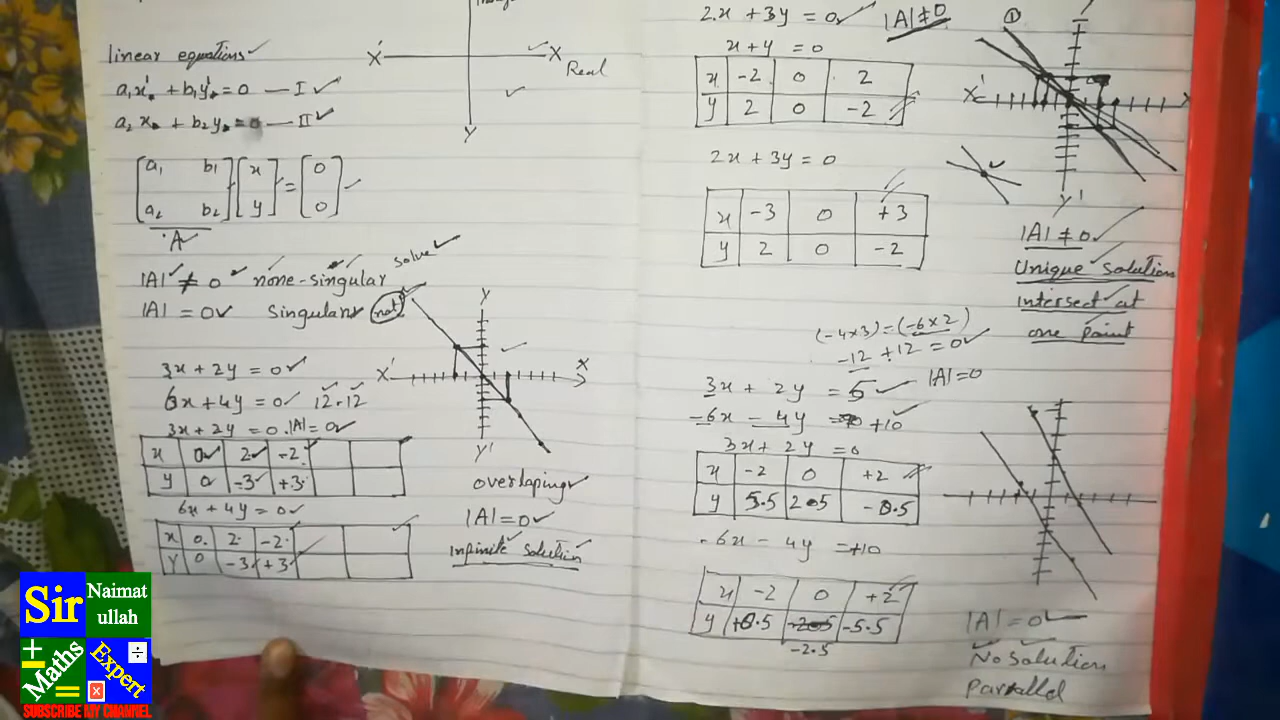 linear equations
X' X Real
a₁x + b₁y = 0 — I
a₂x + b₂y = 0 — II
y
a₁ b₁ x = 0
a₂ b₂ y 0
A
|A| ≠ 0 none-singular solve
|A| = 0 singular not
y
3x + 2y = 0
X' X
6x + 4y = 0 12-12
3x + 2y = 0 |A| = 0
x 0 2 -2
y 0 -3 +3
y'
overlaping
6x + 4y = 0
|A| = 0
x 0 2 -2
y 0 -3 +3
Infinite solution
2x + 3y = 0 |A| ≠ 0
①
x + y = 0
x -2 0 2
y 2 0 -2
X' X
2x + 3y = 0
x -3 0 +3
y 2 0 -2
y'
|A| ≠ 0
Unique solution
intersect at
one point
(-4×3) = (-6×2)
-12 + 12 = 0
3x + 2y = 5 |A| = 0
-6x - 4y = +10
3x + 2y = 0
x -2 0 +2
y 5.5 2.5 -0.5
-6x - 4y = +10
x -2 0 +2
y +0.5 -5.5
-2.5
|A| = 0
No solution
Parallel
Sir Naimat
ullah
Maths Expert
SUBSCRIBE MY CHANNEL